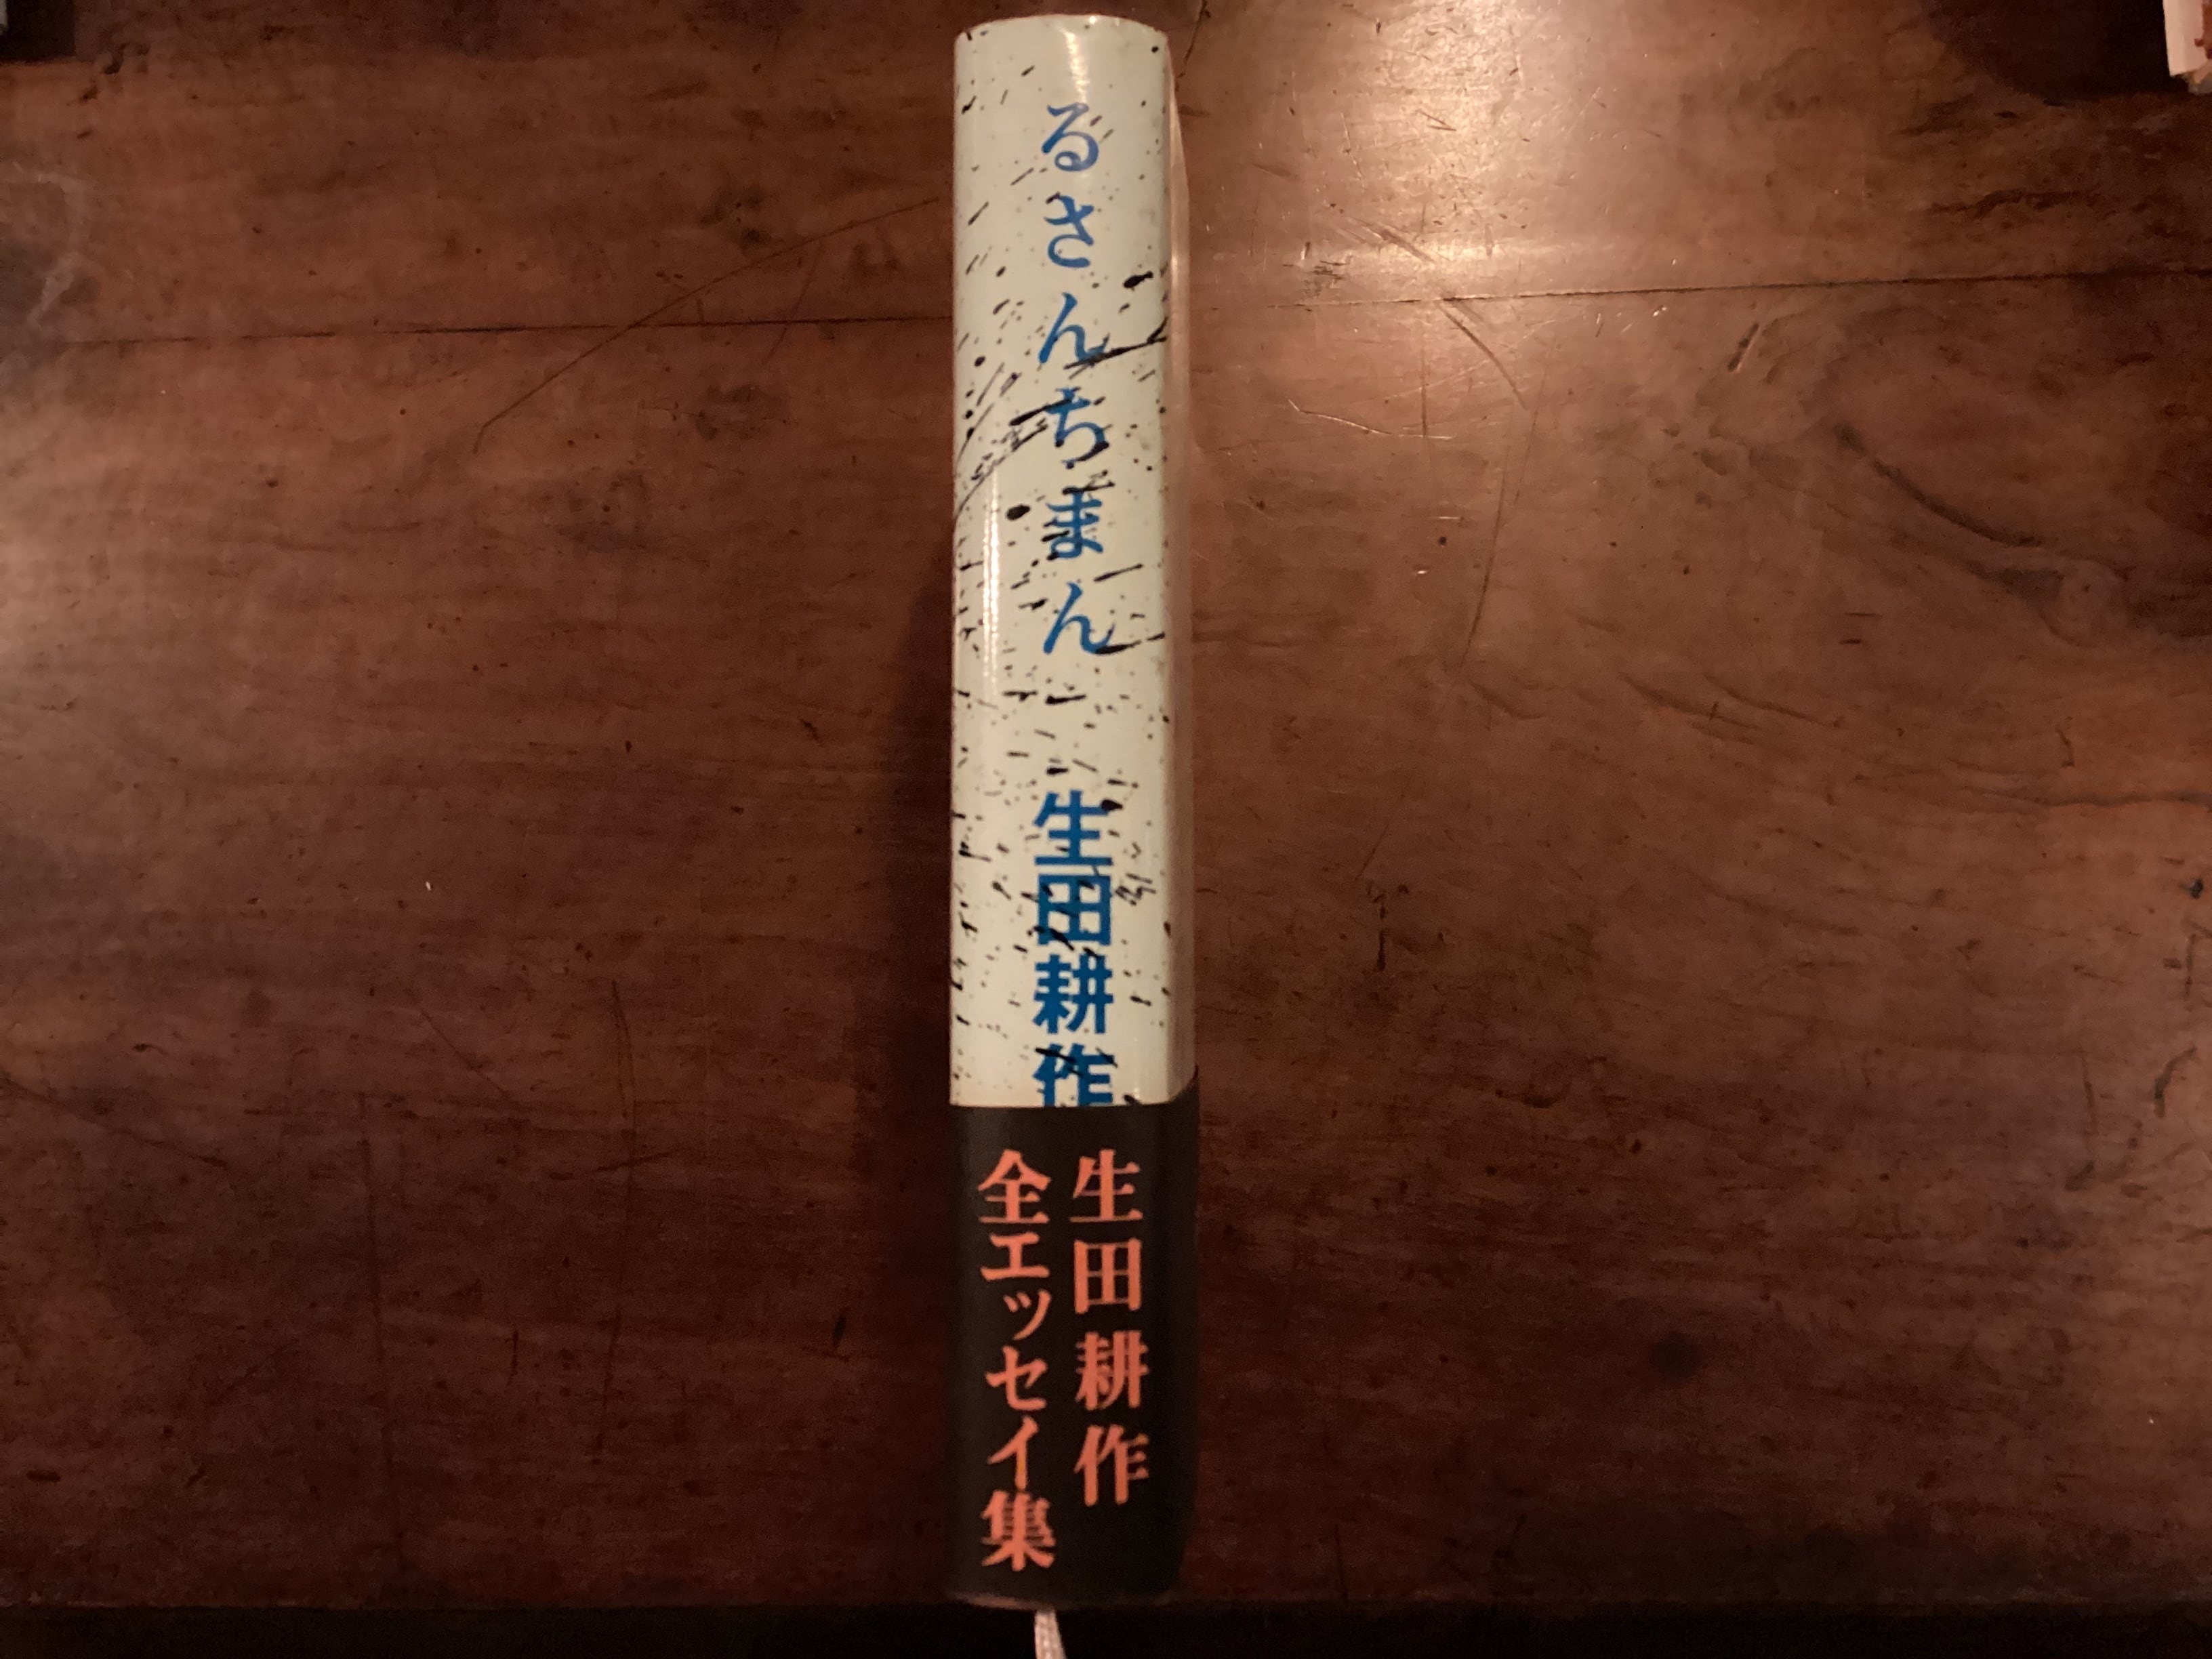 るさんちまん
生田耕作
生田耕作
全エッセイ集